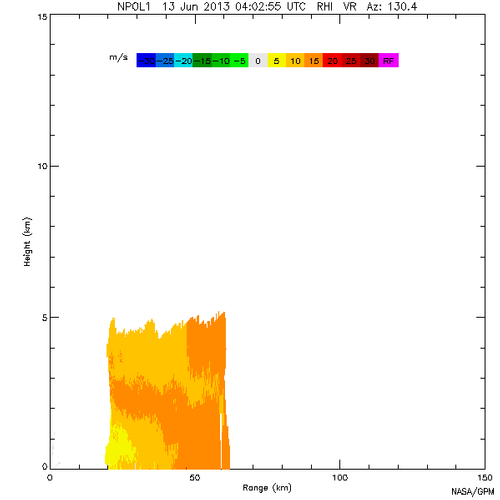 NPOL1 13 Jun 2013 04:02:55 UTC RHI VR Az: 130.4
m/s -30 -25 -20 -15 -10 -5 0 5 10 15 20 25 30 RF
15
10
5
0
Height (km)
0 50 100 150
Range (km)
NASA/GPM